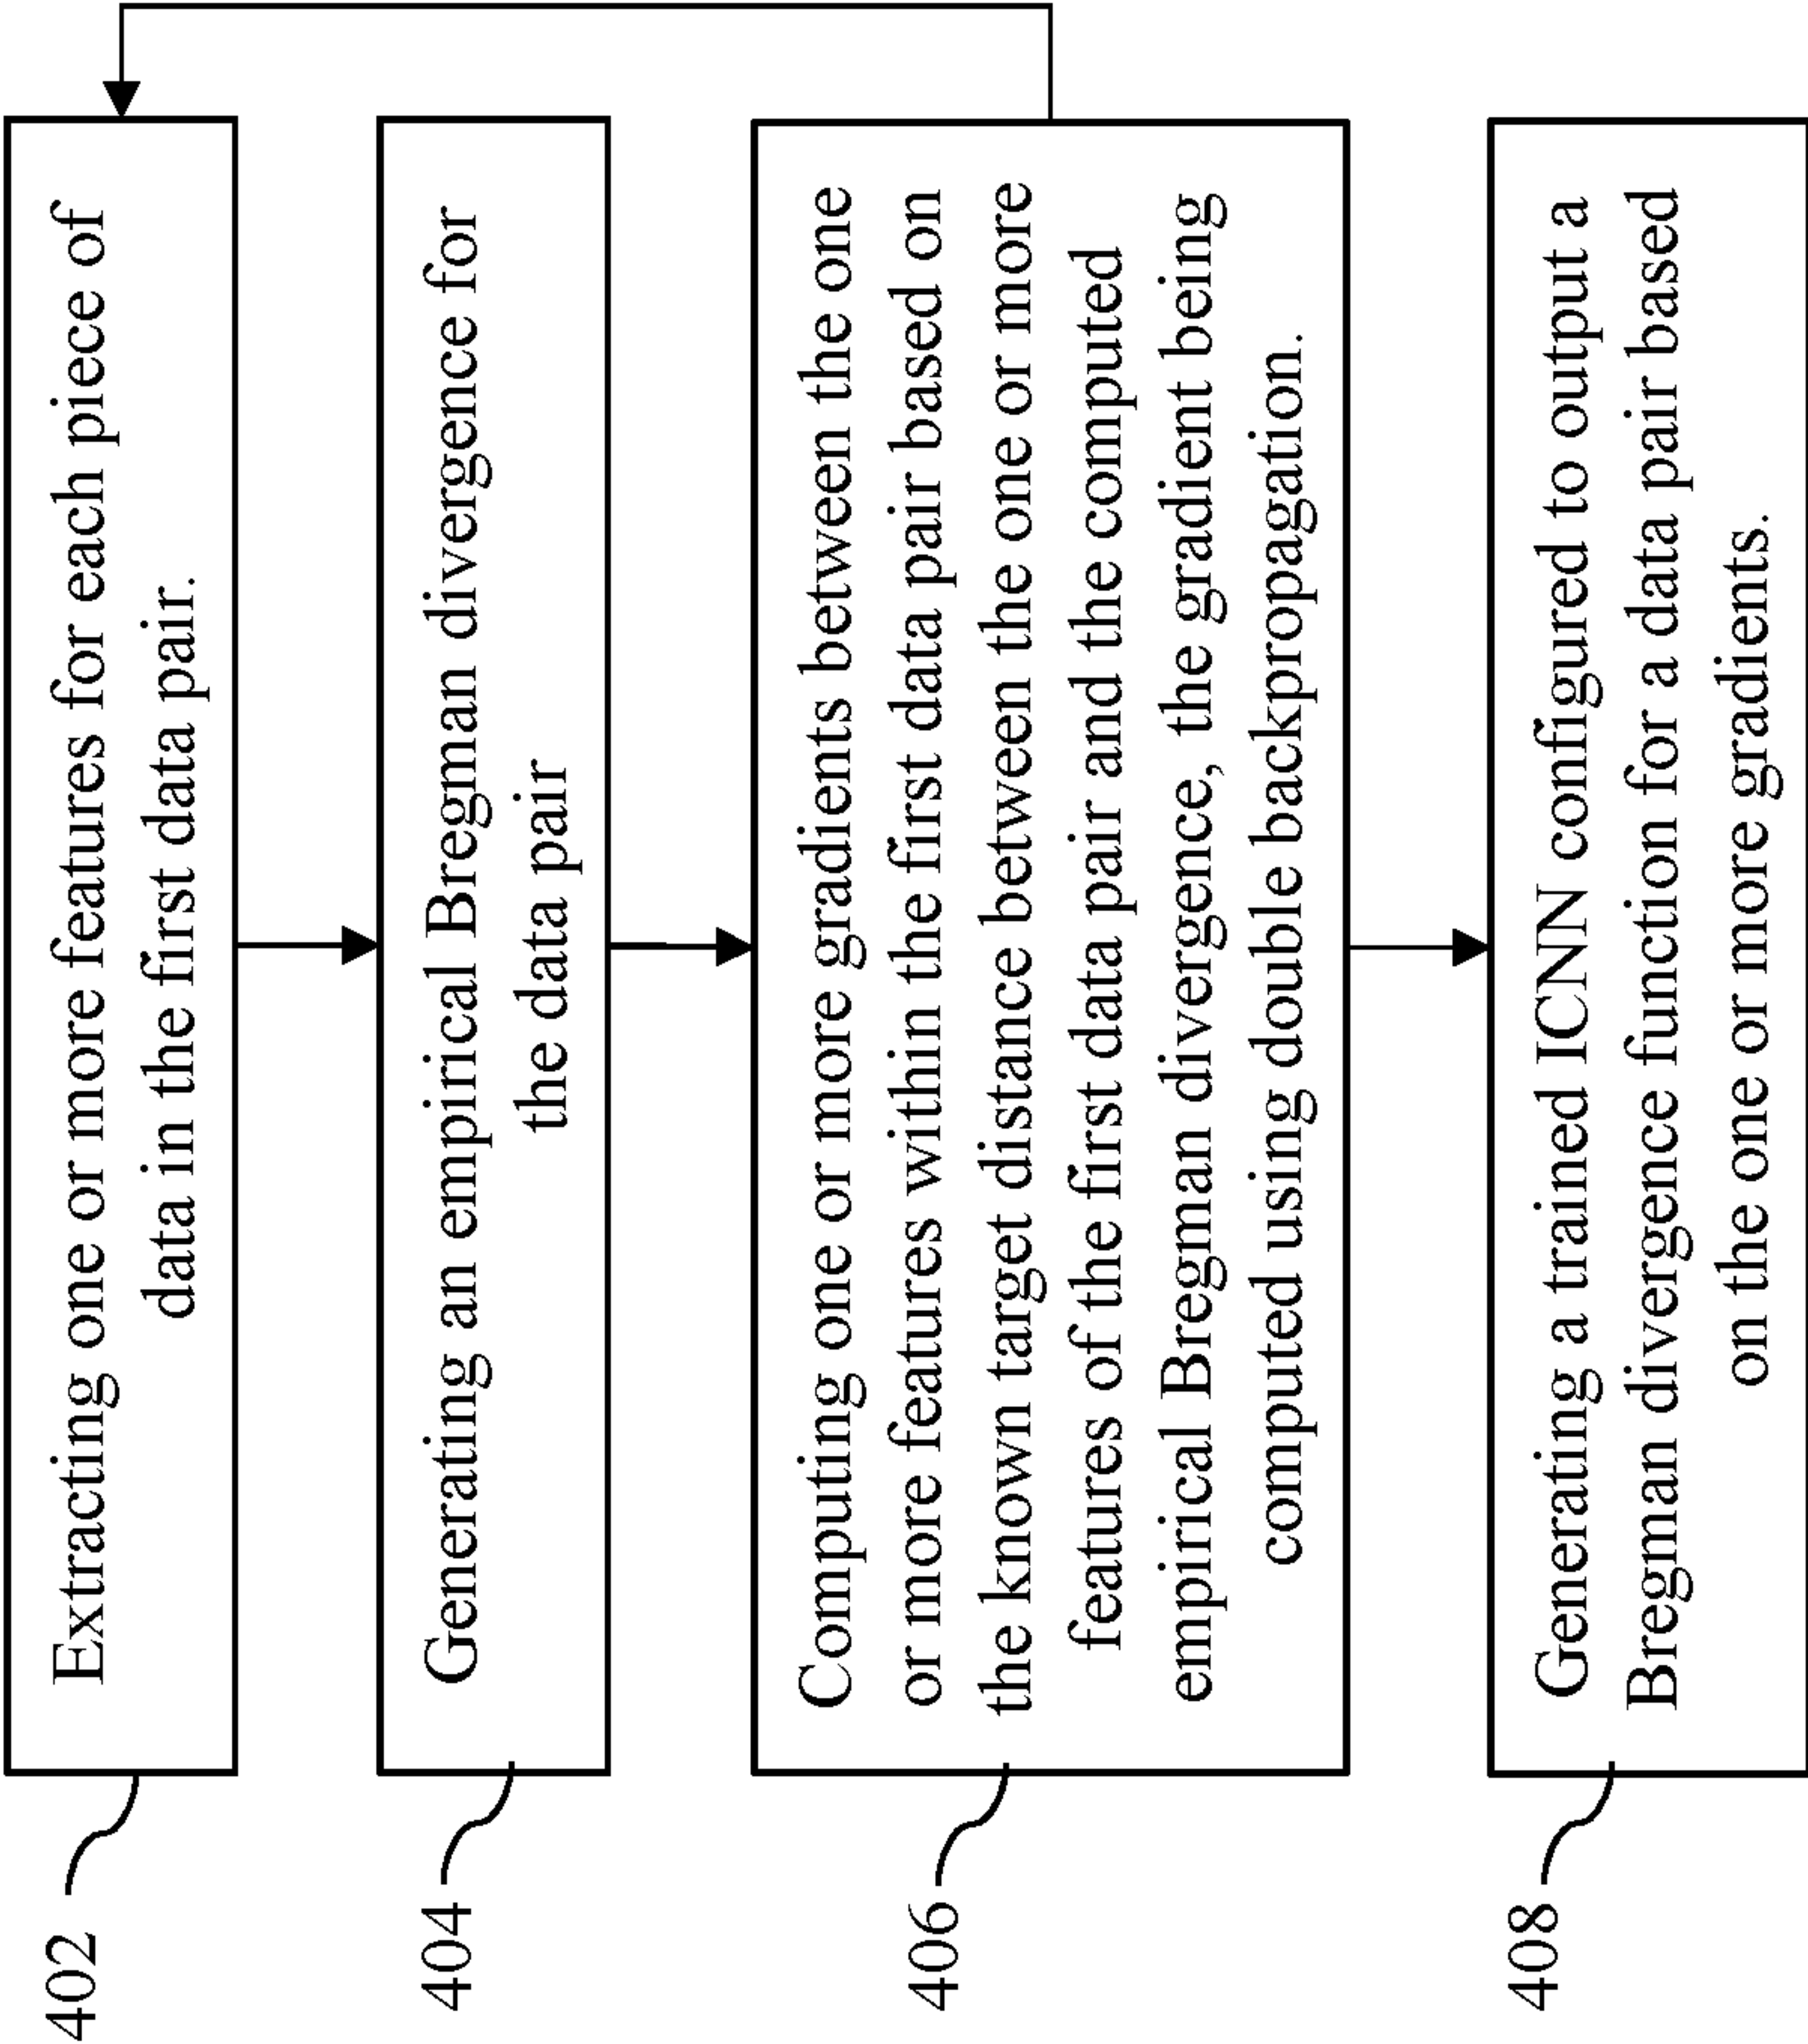 402
Extracting one or more features for each piece of
data in the first data pair.
404
Generating an empirical Bregman divergence for
the data pair
406
Computing one or more gradients between the one
or more features within the first data pair based on
the known target distance between the one or more
features of the first data pair and the computed
empirical Bregman divergence, the gradient being
computed using double backpropagation.
408
Generating a trained ICNN configured to output a
Bregman divergence function for a data pair based
on the one or more gradients.